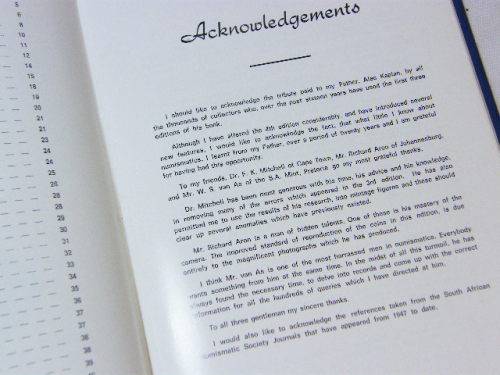 5
6
10
11
12
33
34
36
37
37
38
39
Acknowledgements
I should like to acknowledge the tribute paid to my Father, Alec Kaplan, by all
the thousands of collectors who, over the past sixteen years have used the first three
editions of his book.
Although I have altered the 4th edition considerably, and have introduced several
new features, I would like to acknowledge the fact, that what little I know about
numismatics, I learnt from my Father, over a period of twenty years and I am grateful
for having had this opportunity.
To my friends, Dr. F. K. Mitchell of Cape Town, Mr. Richard Aron of Johannesburg,
and Mr. W. S. van As of the S.A. Mint, Pretoria go my most grateful thanks.
Dr. Mitchell has been most generous with his time, his advice and his knowledge,
in removing many of the errors which appeared in the 3rd edition. He has also
permitted me to use the results of his research, into mintage figures and these should
clear up several anomalies which have previously existed.
Mr. Richard Aron is a man of hidden talents. One of these is his mastery of the
camera. The improved standard of reproduction of the coins in this edition, is due
entirely to the magnificent photographs which he has produced.
I think Mr. van As is one of the most harrassed men in numismatics. Everybody
wants something from him at the same time. In the midst of all this turmoil, he has
always found the necessary time, to delve into records and come up with the correct
information for all the hundreds of queries which I have directed at him.
To all three gentleman my sincere thanks.
I would also like to acknowledge the references taken from the South African
Numismatic Society Journals that have appeared from 1947 to date.